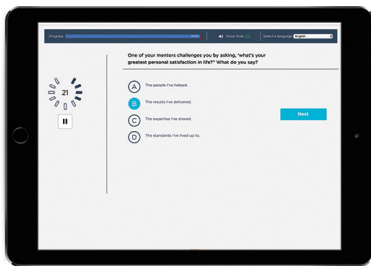 Progress
Select a language English
One of your mentors challenges you by asking, "what's your
greatest personal satisfaction in life?" What do you say?
21
A The people I've helped.
B The results I've delivered.
C The expertise I've shared.
D The standards I've lived up to.
Next